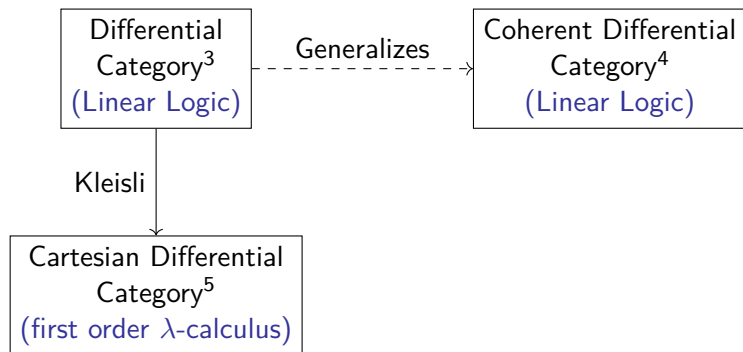 Differential
Category³
(Linear Logic)
Generalizes
Coherent Differential
Category⁴
(Linear Logic)
Kleisli
Cartesian Differential
Category⁵
(first order λ-calculus)